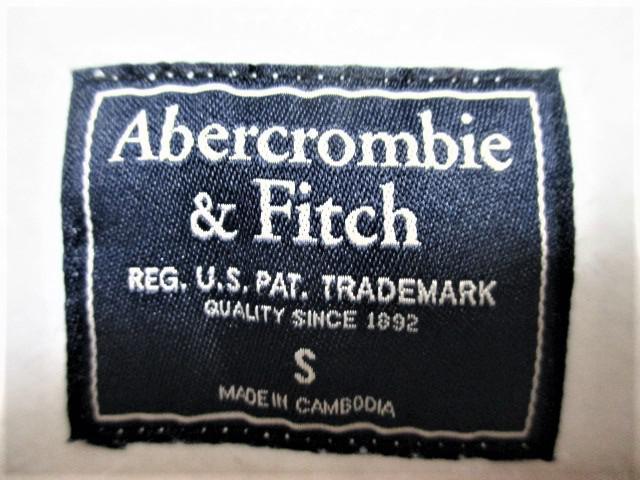 Abercrombie
& Fitch
REG. U.S. PAT. TRADEMARK
QUALITY SINCE 1892
S
MADE IN CAMBODIA